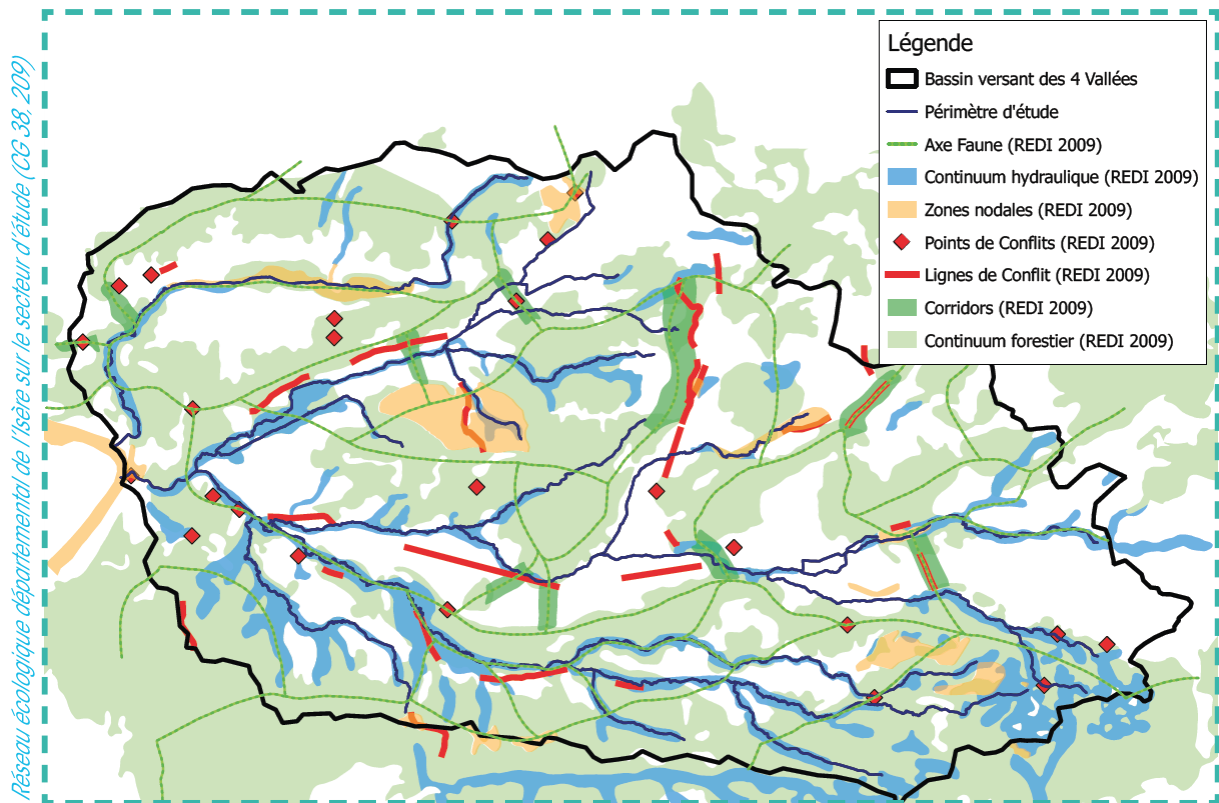 Réseau écologique départemental de l'Isère sur le secteur d'étude (CG 38, 209)
Légende
Bassin versant des 4 Vallées
Périmètre d'étude
Axe Faune (REDI 2009)
Continuum hydraulique (REDI 2009)
Zones nodales (REDI 2009)
Points de Conflits (REDI 2009)
Lignes de Conflit (REDI 2009)
Corridors (REDI 2009)
Continuum forestier (REDI 2009)